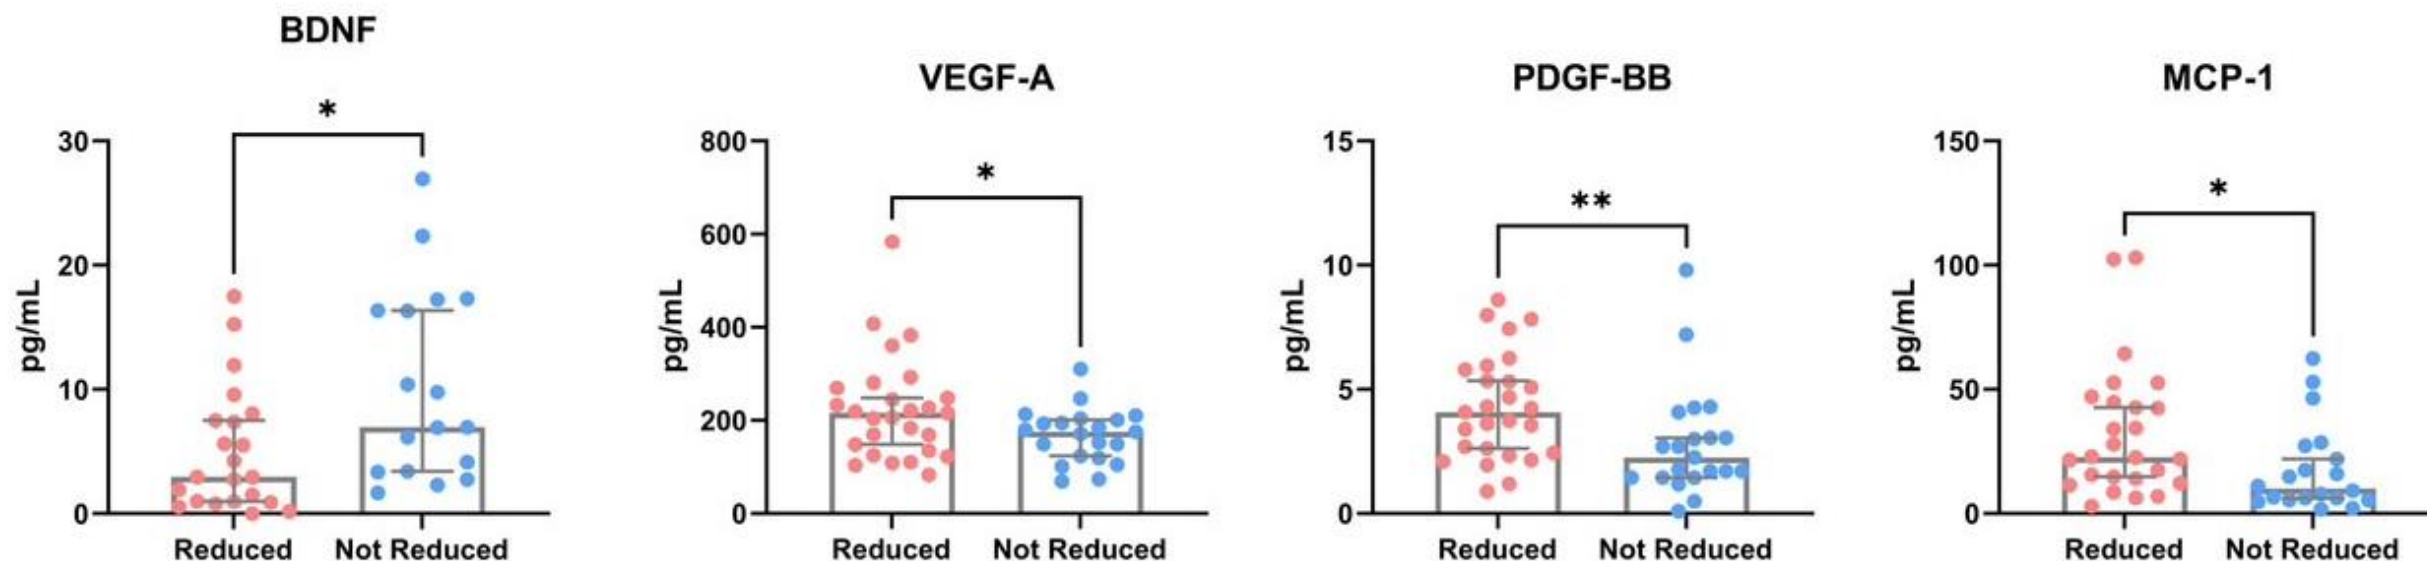 BDNF
*
30
20
10
0
pg/mL
Reduced
Not Reduced
VEGF-A
*
800
600
400
200
0
pg/mL
Reduced
Not Reduced
PDGF-BB
**
15
10
5
0
pg/mL
Reduced
Not Reduced
MCP-1
*
150
100
50
0
pg/mL
Reduced
Not Reduced